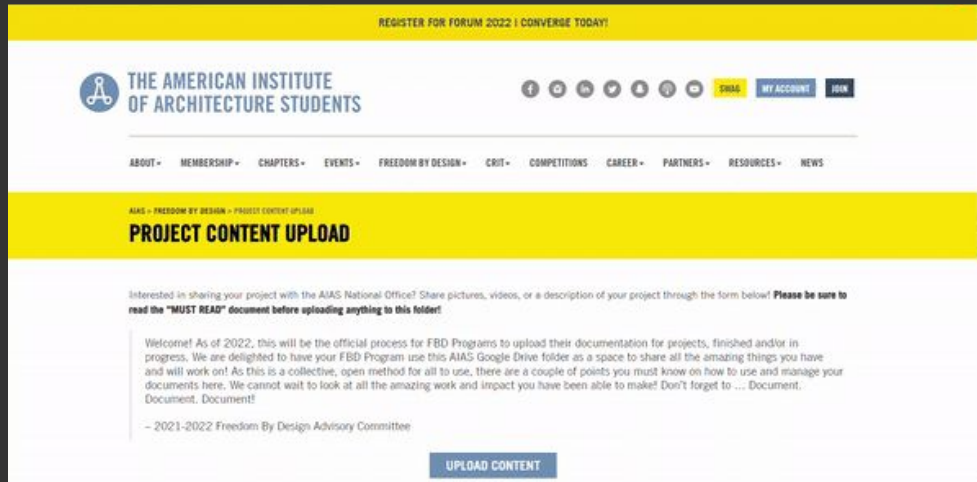 REGISTER FOR FORUM 2022 | CONVERGE TODAY!
THE AMERICAN INSTITUTE
OF ARCHITECTURE STUDENTS
SWAG MY ACCOUNT JOIN
ABOUT MEMBERSHIP CHAPTERS EVENTS FREEDOM BY DESIGN CRIT COMPETITIONS CAREER PARTNERS RESOURCES NEWS
AIAS > FREEDOM BY DESIGN > PROJECT CONTENT UPLOAD
PROJECT CONTENT UPLOAD
Interested in sharing your project with the AIAS National Office? Share pictures, videos, or a description of your project through the form below! Please be sure to
read the "MUST READ" document before uploading anything to this folder!
Welcome! As of 2022, this will be the official process for FBD Programs to upload their documentation for projects, finished and/or in
progress. We are delighted to have your FBD Program use this AIAS Google Drive folder as a space to share all the amazing things you have
and will work on! As this is a collective, open method for all to use, there are a couple of points you must know on how to use and manage your
documents here. We cannot wait to look at all the amazing work and impact you have been able to make! Don't forget to ... Document.
Document. Document!
– 2021-2022 Freedom By Design Advisory Committee
UPLOAD CONTENT